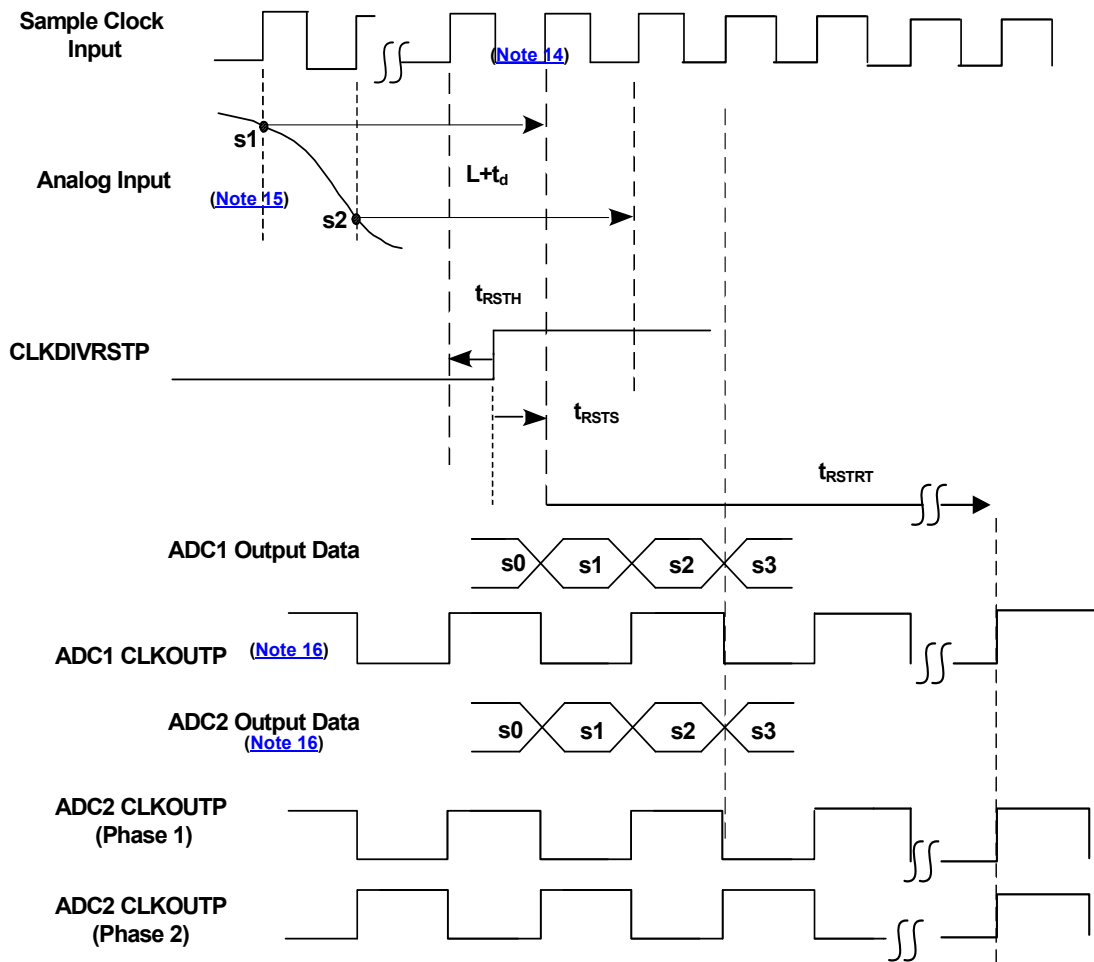 Sample Clock
Input
(Note 14)
s1
Analog Input
L+td
(Note 15)
s2
tRSTH
CLKDIVRSTP
tRSTS
tRSTRT
ADC1 Output Data
s0 s1 s2 s3
ADC1 CLKOUTP
(Note 16)
ADC2 Output Data
(Note 16)
s0 s1 s2 s3
ADC2 CLKOUTP
(Phase 1)
ADC2 CLKOUTP
(Phase 2)